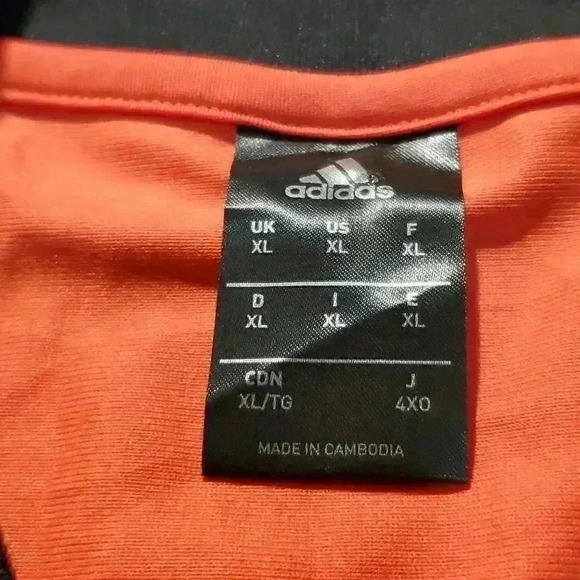 adidas
UK US F
XL XL XL
D I E
XL XL XL
CDN J
XL/TG 4XO
MADE IN CAMBODIA